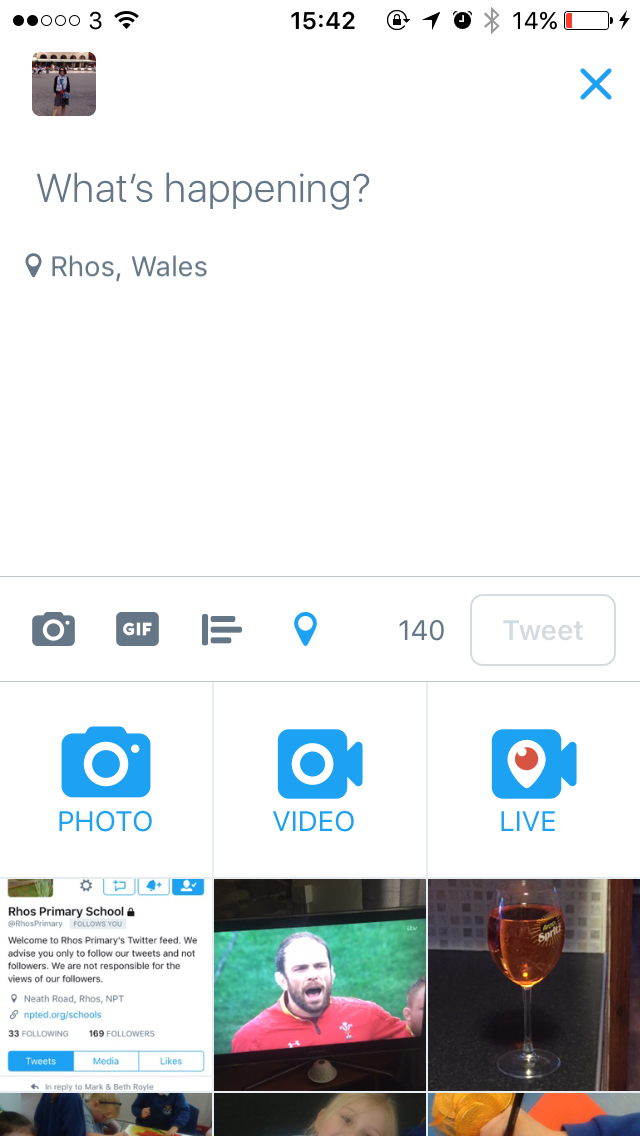 3 15:42 14%
What's happening?
Rhos, Wales
GIF 140 Tweet
PHOTO VIDEO LIVE
Rhos Primary School
@RhosPrimary FOLLOWS YOU
Welcome to Rhos Primary's Twitter feed. We
advise you only to follow our tweets and not
followers. We are not responsible for the
views of our followers.
Neath Road, Rhos, NPT
npted.org/schools
33 FOLLOWING 169 FOLLOWERS
Tweets Media Likes
In reply to Mark & Beth Royle
itv
Spritz